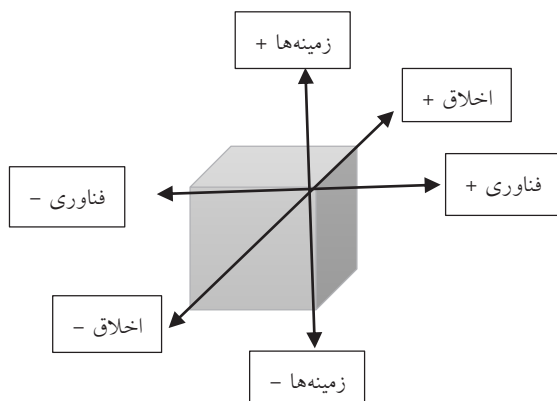 زمینه‌ها +
اخلاق +
فناوری +
فناوری –
اخلاق –
زمینه‌ها –